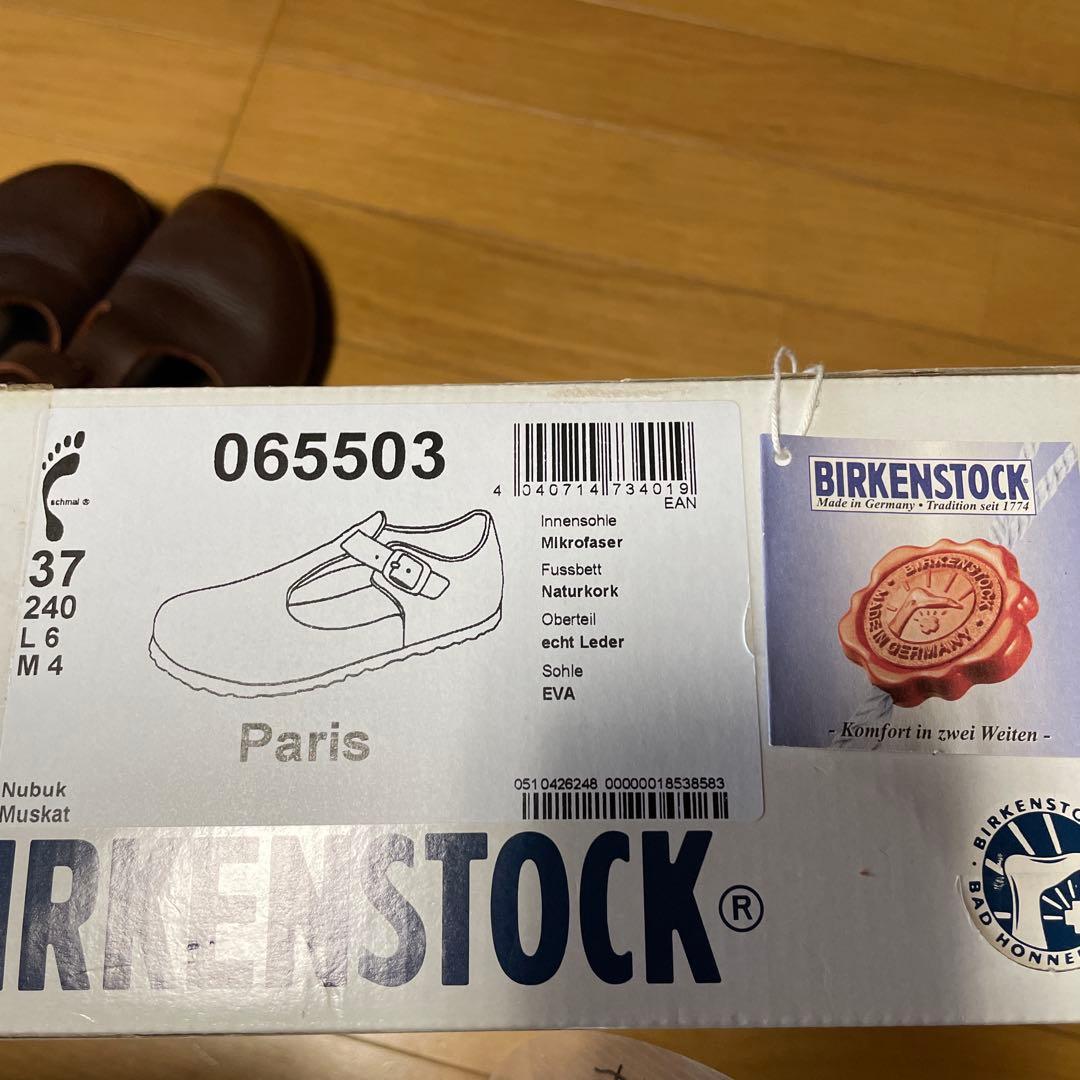 065503
schmal ®
37
240
L 6
M 4
4 040714 734019
EAN
Innensohle
Mikrofaser
Fussbett
Naturkork
Oberteil
echt Leder
Sohle
EVA
Paris
Nubuk
Muskat
0510426248 00000018538583
BIRKENSTOCK®
Made in Germany • Tradition seit 1774
BIRKENSTOCK • MADE IN GERMANY •
- Komfort in zwei Weiten -
IRKENSTOCK®
• BIRKENSTOC
BAD HONNE